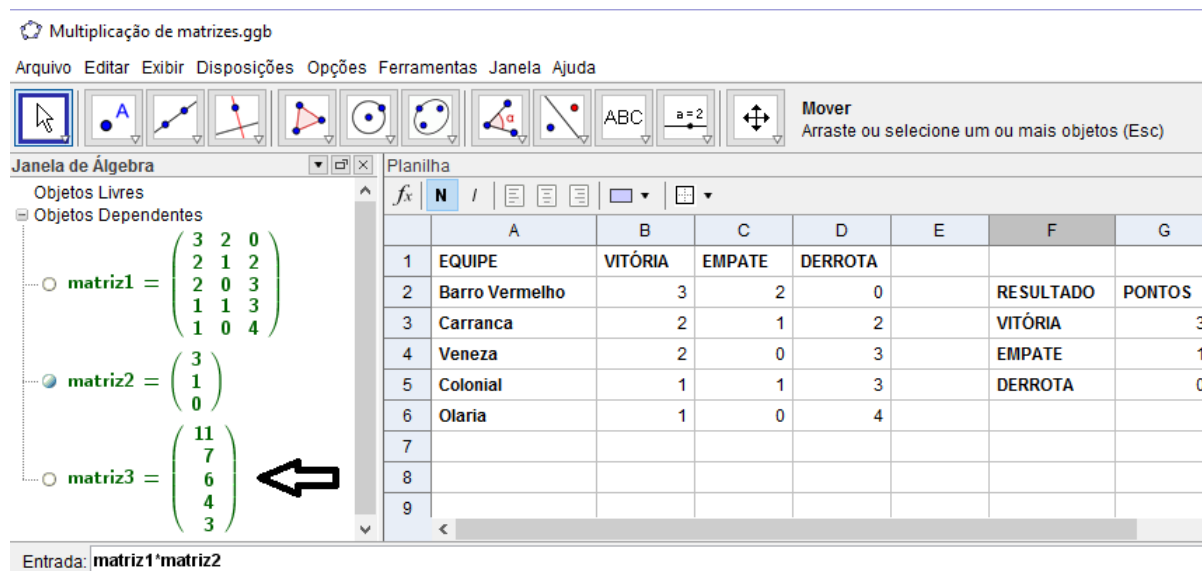 Multiplicação de matrizes.ggb
Arquivo Editar Exibir Disposições Opções Ferramentas Janela Ajuda
A α ABC a=2 Mover
Arraste ou selecione um ou mais objetos (Esc)
Janela de Álgebra Planilha
Objetos Livres
Objetos Dependentes
matriz1 =
3 2 0
2 1 2
2 0 3
1 1 3
1 0 4
matriz2 =
3
1
0
matriz3 =
11
7
6
4
3
fx N I
A B C D E F G
1 EQUIPE VITÓRIA EMPATE DERROTA
2 Barro Vermelho 3 2 0 RESULTADO PONTOS
3 Carranca 2 1 2 VITÓRIA 3
4 Veneza 2 0 3 EMPATE 1
5 Colonial 1 1 3 DERROTA 0
6 Olaria 1 0 4
7
8
9
Entrada: matriz1*matriz2